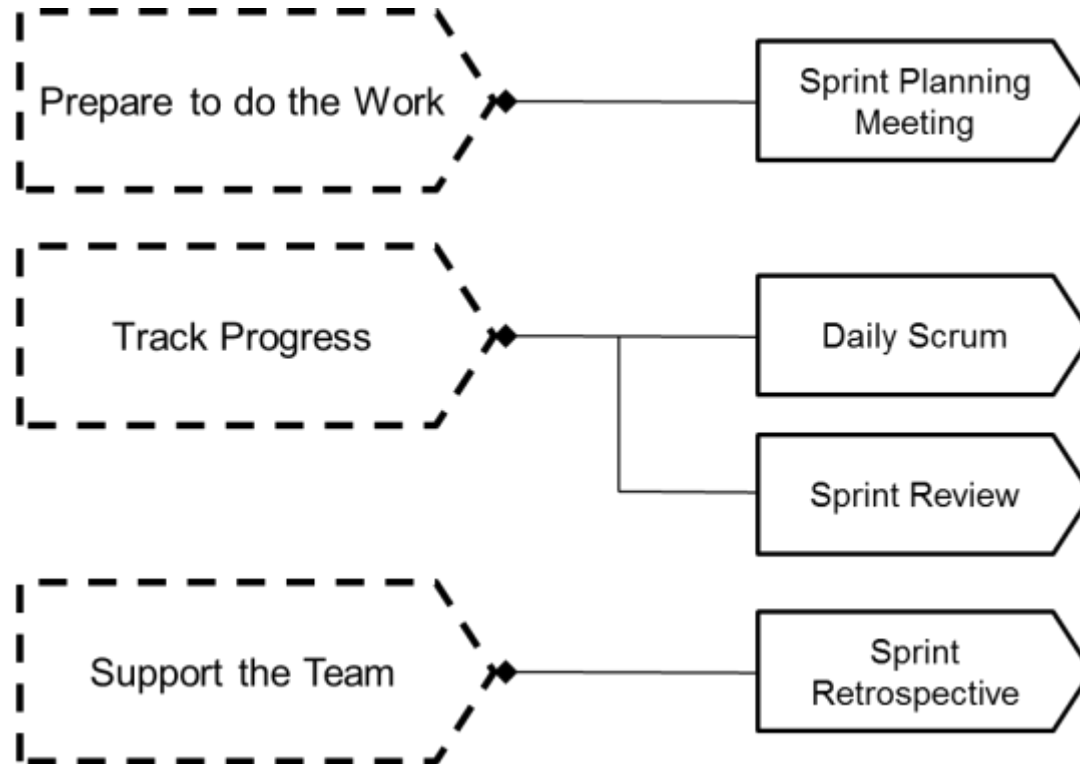 Prepare to do the Work
Sprint Planning
Meeting
Track Progress
Daily Scrum
Sprint Review
Support the Team
Sprint
Retrospective